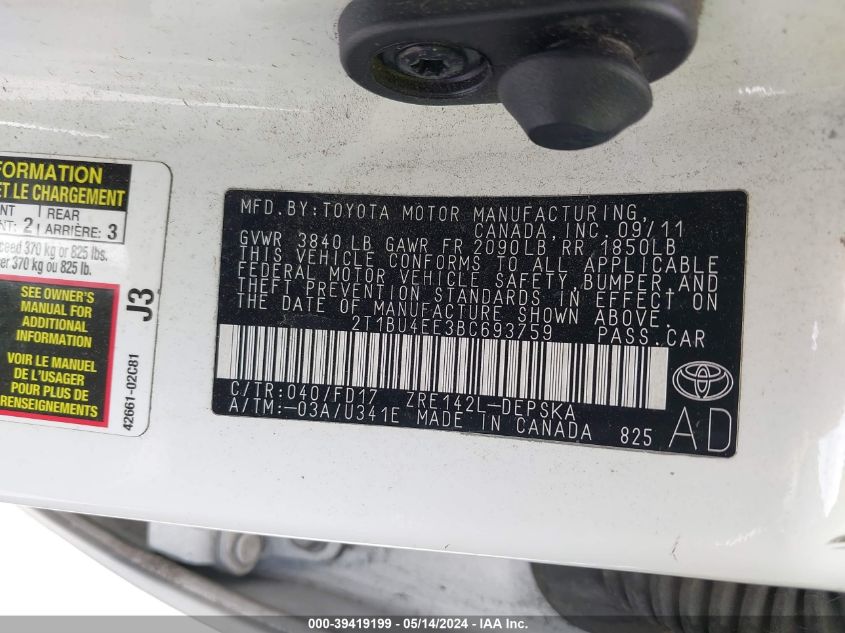 FORMATION
ET LE CHARGEMENT
NT 2 | REAR
ARRIÈRE: 3
ceed 370 kg or 825 lbs.
er 370 kg ou 825 lb.
SEE OWNER'S
MANUAL FOR
ADDITIONAL
INFORMATION
VOIR LE MANUEL
DE L'USAGER
POUR PLUS DE
RENSEIGNEMENTS
J3
42661-02C81
MFD.BY:TOYOTA MOTOR MANUFACTURING,
CANADA, INC. 09/11
GVWR 3840 LB GAWR FR 2090LB RR 1850LB
THIS VEHICLE CONFORMS TO ALL APPLICABLE
FEDERAL MOTOR VEHICLE SAFETY,BUMPER,AND
THEFT PREVENTION STANDARDS IN EFFECT ON
THE DATE OF MANUFACTURE SHOWN ABOVE.
2T1BU4EE3BC693759 PASS.CAR
C/TR:040/FD17 ZRE142L-DEPSKA
A/TM:-03A/U341E MADE IN CANADA 825
AD
000-39419199 — 05/14/2024 — IAA Inc.